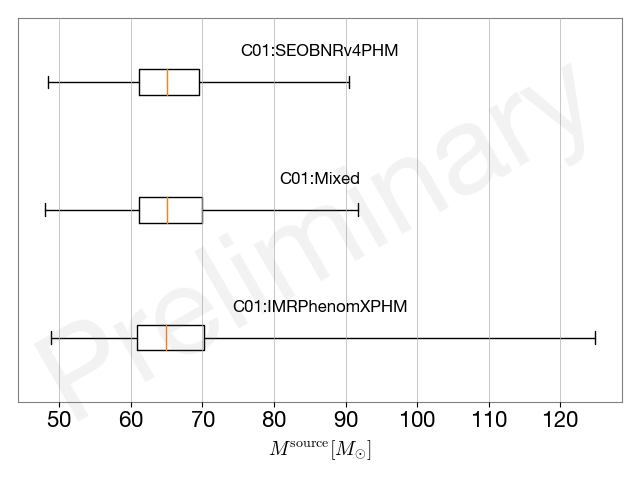 C01:SEOBNRv4PHM
C01:Mixed
C01:IMRPhenomXPHM
Preliminary
50 60 70 80 90 100 110 120
M^source[M_⊙]